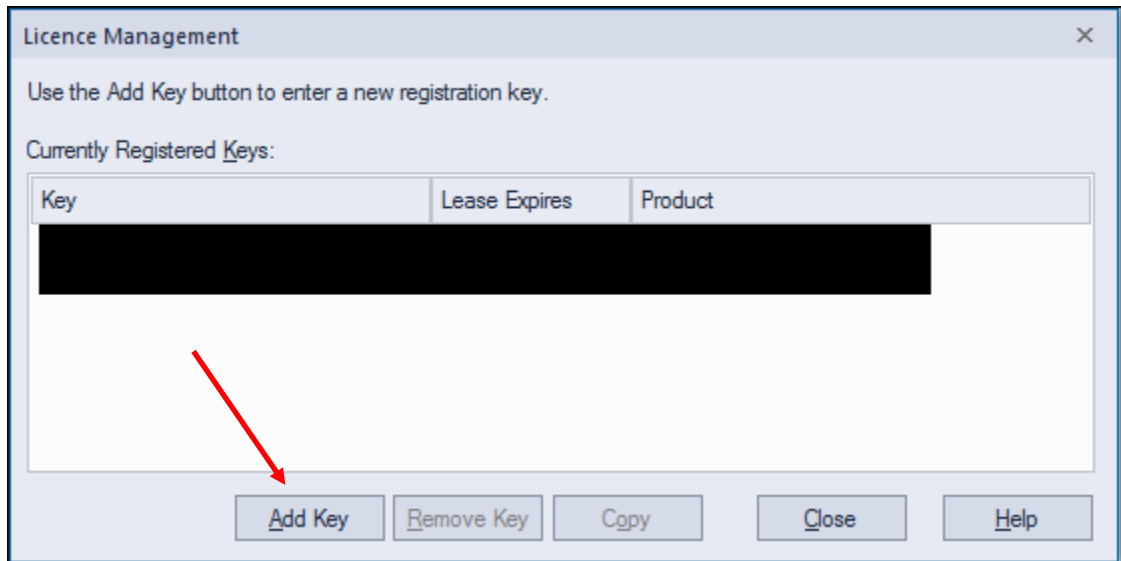 Licence Management
Use the Add Key button to enter a new registration key.
Currently Registered Keys:
Key Lease Expires Product
Add Key Remove Key Copy Close Help